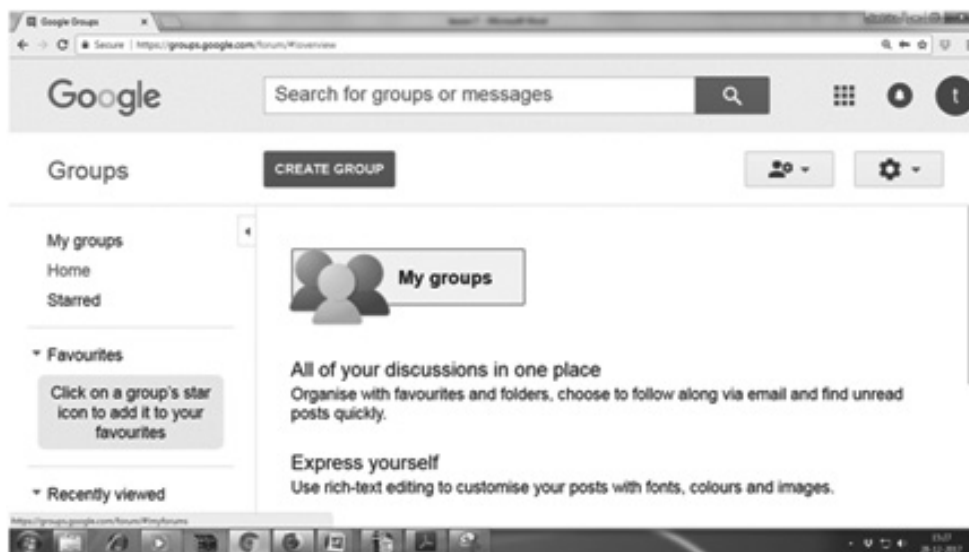 Google Groups
Secure | https://groups.google.com/forum/#!overview
Google
Search for groups or messages
t
Groups
CREATE GROUP
My groups
Home
Starred
My groups
Favourites
Click on a group's star
icon to add it to your
favourites
All of your discussions in one place
Organise with favourites and folders, choose to follow along via email and find unread
posts quickly.
Express yourself
Use rich-text editing to customise your posts with fonts, colours and images.
Recently viewed
https://groups.google.com/forum/#!myforums
15:27